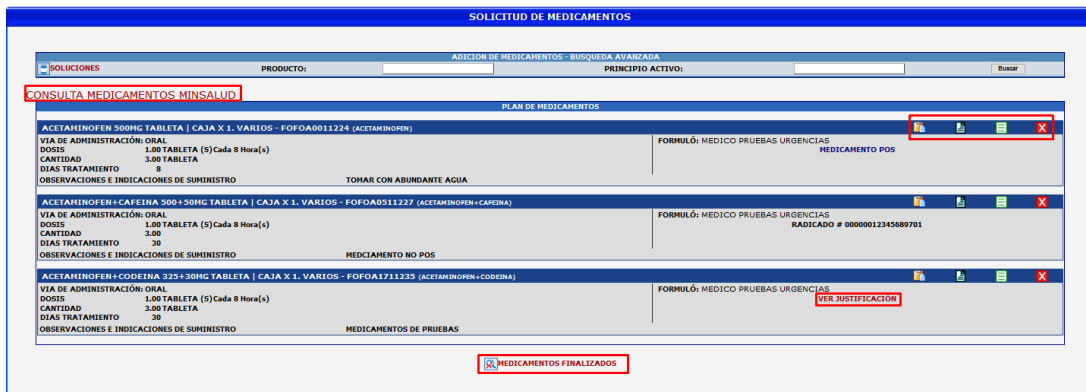 SOLICITUD DE MEDICAMENTOS
ADICION DE MEDICAMENTOS - BUSQUEDA AVANZADA
SOLUCIONES PRODUCTO: PRINCIPIO ACTIVO: Buscar
CONSULTA MEDICAMENTOS MINSALUD
PLAN DE MEDICAMENTOS
ACETAMINOFEN 500MG TABLETA | CAJA X 1. VARIOS - FOFOA0011224 (ACETAMINOFEN)
VIA DE ADMINISTRACIÓN: ORAL FORMULÓ: MEDICO PRUEBAS URGENCIAS
DOSIS 1.00 TABLETA (S)Cada 8 Hora(s) MEDICAMENTO POS
CANTIDAD 3.00 TABLETA
DIAS TRATAMIENTO 8
OBSERVACIONES E INDICACIONES DE SUMINISTRO TOMAR CON ABUNDANTE AGUA
ACETAMINOFEN+CAFEINA 500+50MG TABLETA | CAJA X 1. VARIOS - FOFOA0511227 (ACETAMINOFEN+CAFEINA)
VIA DE ADMINISTRACIÓN: ORAL FORMULÓ: MEDICO PRUEBAS URGENCIAS
DOSIS 1.00 TABLETA (S)Cada 8 Hora(s) RADICADO # 00000012345689701
CANTIDAD 3.00
DIAS TRATAMIENTO 30
OBSERVACIONES E INDICACIONES DE SUMINISTRO MEDCIAMENTO NO POS
ACETAMINOFEN+CODEINA 325+30MG TABLETA | CAJA X 1. VARIOS - FOFOA1711235 (ACETAMINOFEN+CODEINA)
VIA DE ADMINISTRACIÓN: ORAL FORMULÓ: MEDICO PRUEBAS URGENCIAS
DOSIS 1.00 TABLETA (S)Cada 8 Hora(s) VER JUSTIFICACIÓN
CANTIDAD 3.00 TABLETA
DIAS TRATAMIENTO 30
OBSERVACIONES E INDICACIONES DE SUMINISTRO MEDICAMENTOS DE PRUEBAS
MEDICAMENTOS FINALIZADOS